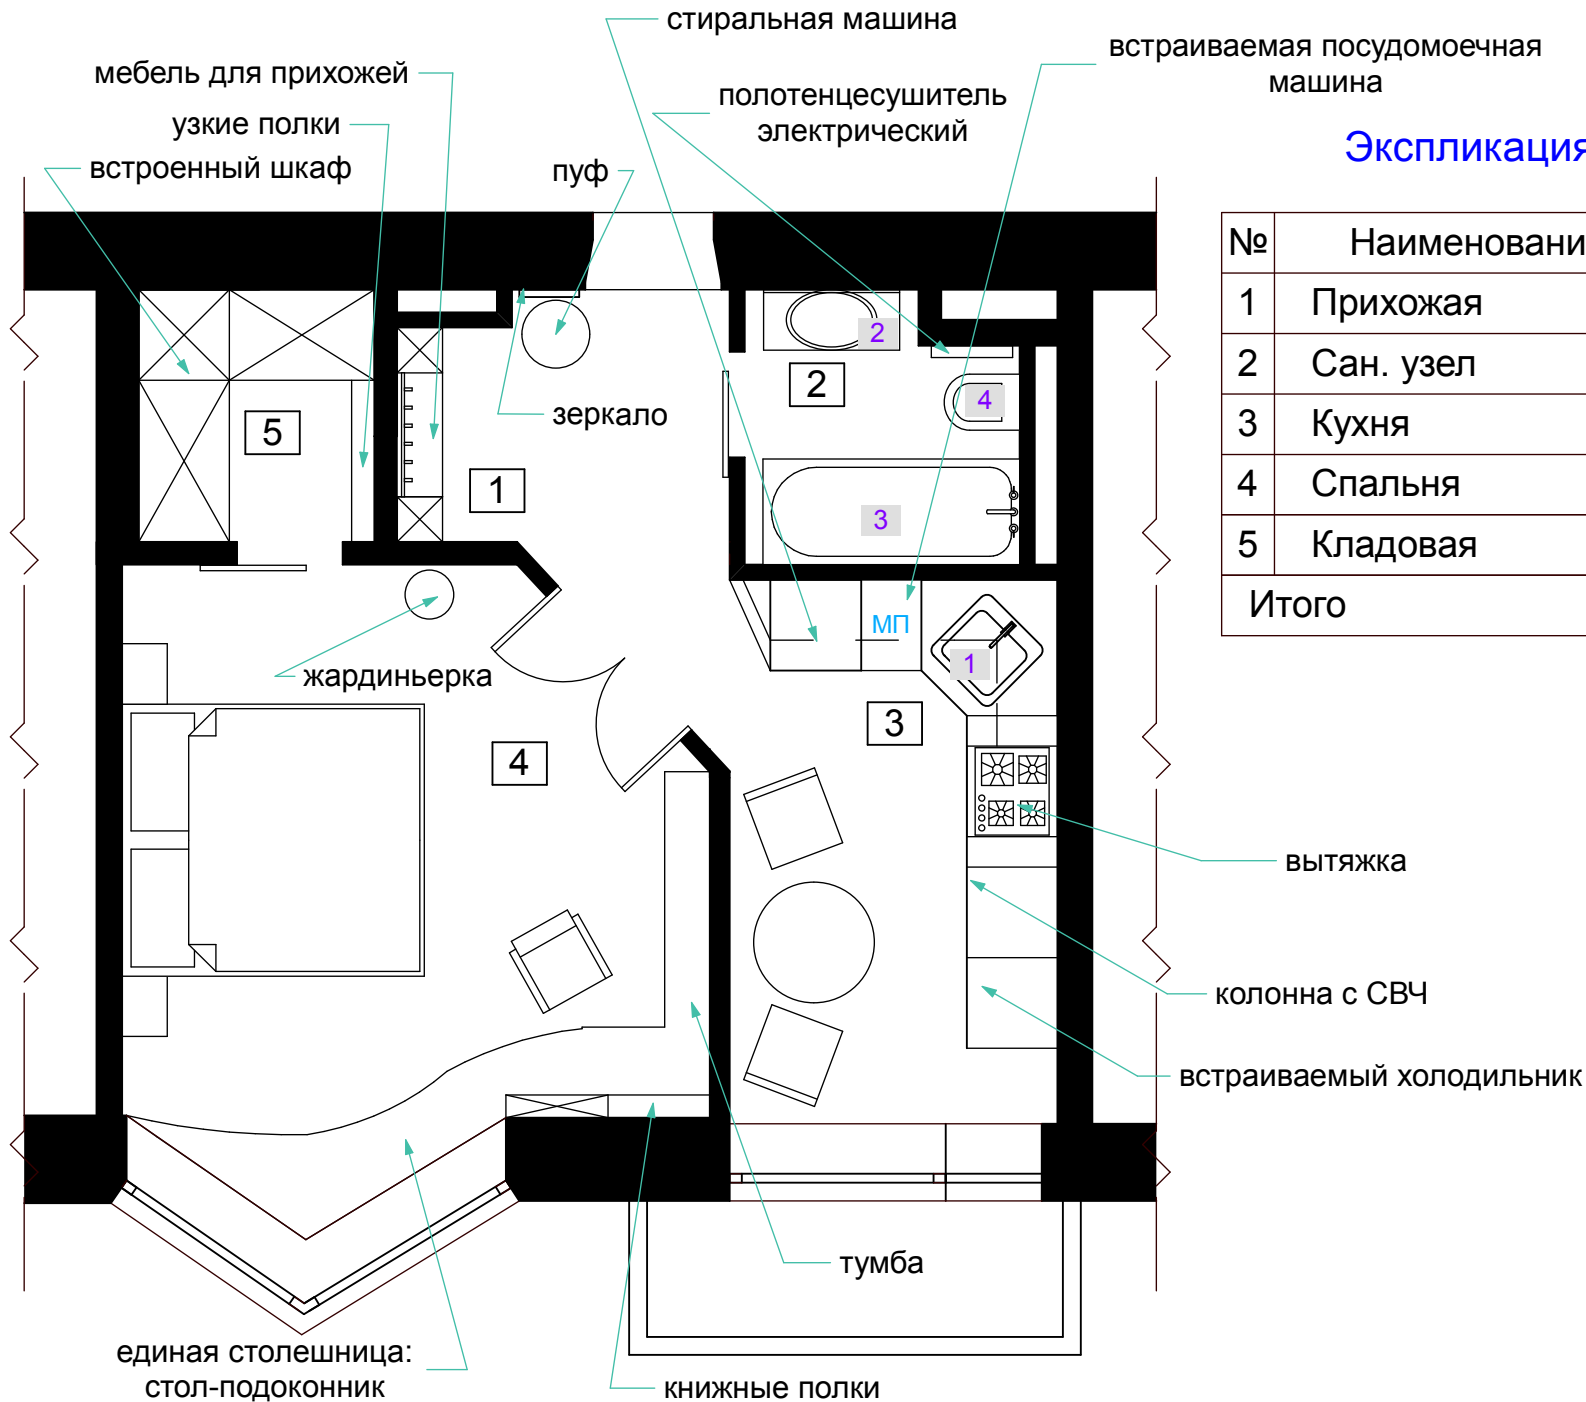 стиральная машина
встраиваемая посудомоечная
машина
мебель для прихожей
полотенцесушитель
электрический
узкие полки
встроенный шкаф
пуф
Экспликация
№ Наименовани
1 Прихожая
2 Сан. узел
3 Кухня
4 Спальня
5 Кладовая
Итого
2
2
4
зеркало
5
1
3
МП
1
жардиньерка
3
4
вытяжка
колонна с СВЧ
встраиваемый холодильник
тумба
единая столешница:
стол-подоконник
книжные полки